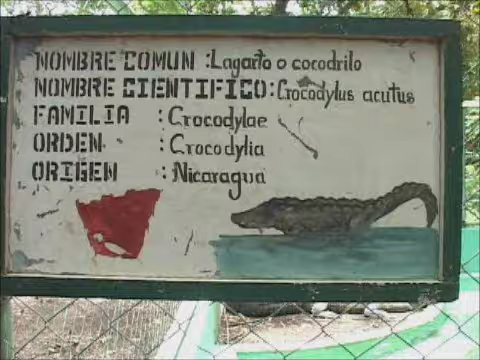 NOMBRE COMUN :Lagarto o cocodrilo
NOMBRE CIENTIFICO:Crocodylus acutus
FAMILIA :Crocodylae
ORDEN :Crocodylia
ORIGEN :Nicaragua